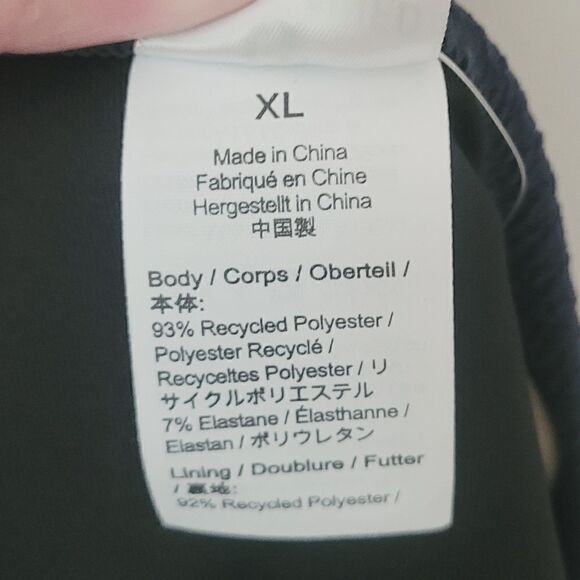 XL
Made in China
Fabriqué en Chine
Hergestellt in China
中国製
Body / Corps / Oberteil /
本体:
93% Recycled Polyester /
Polyester Recyclé /
Recyceltes Polyester / リ
サイクルポリエステル
7% Elastane / Élasthanne /
Elastan / ポリウレタン
Lining / Doublure / Futter
/ 裏地:
92% Recycled Polyester /